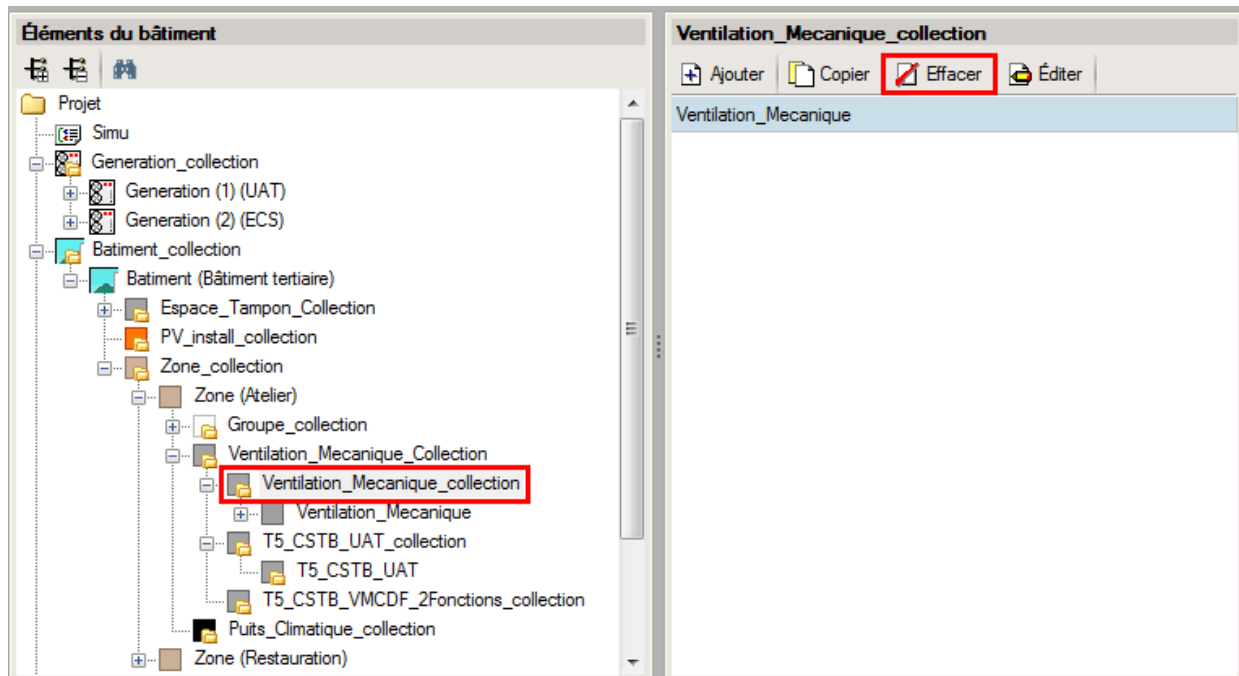 Éléments du bâtiment
Projet
Simu
Generation_collection
Generation (1) (UAT)
Generation (2) (ECS)
Batiment_collection
Batiment (Bâtiment tertiaire)
Espace_Tampon_Collection
PV_install_collection
Zone_collection
Zone (Atelier)
Groupe_collection
Ventilation_Mecanique_Collection
Ventilation_Mecanique_collection
Ventilation_Mecanique
T5_CSTB_UAT_collection
T5_CSTB_UAT
T5_CSTB_VMCDF_2Fonctions_collection
Puits_Climatique_collection
Zone (Restauration)
Ventilation_Mecanique_collection
Ajouter Copier Effacer Éditer
Ventilation_Mecanique